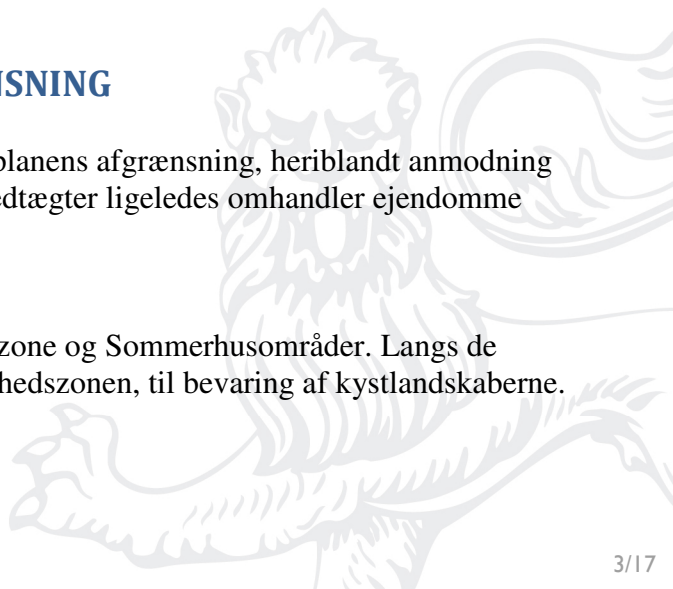 NSNING
planens afgrænsning, heriblandt anmodning
edtægter ligeledes omhandler ejendomme
zone og Sommerhusområder. Langs de
hedszonen, til bevaring af kystlandskaberne.
3/17